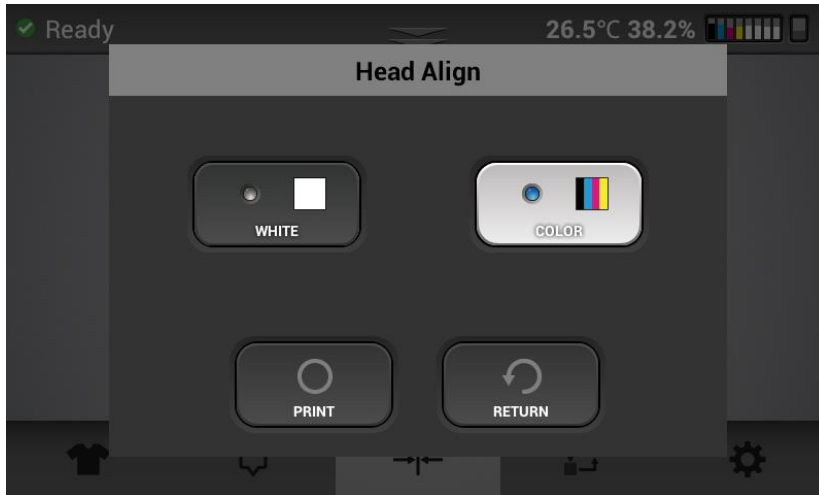 Ready
26.5°C 38.2%
Head Align
WHITE
COLOR
PRINT
RETURN